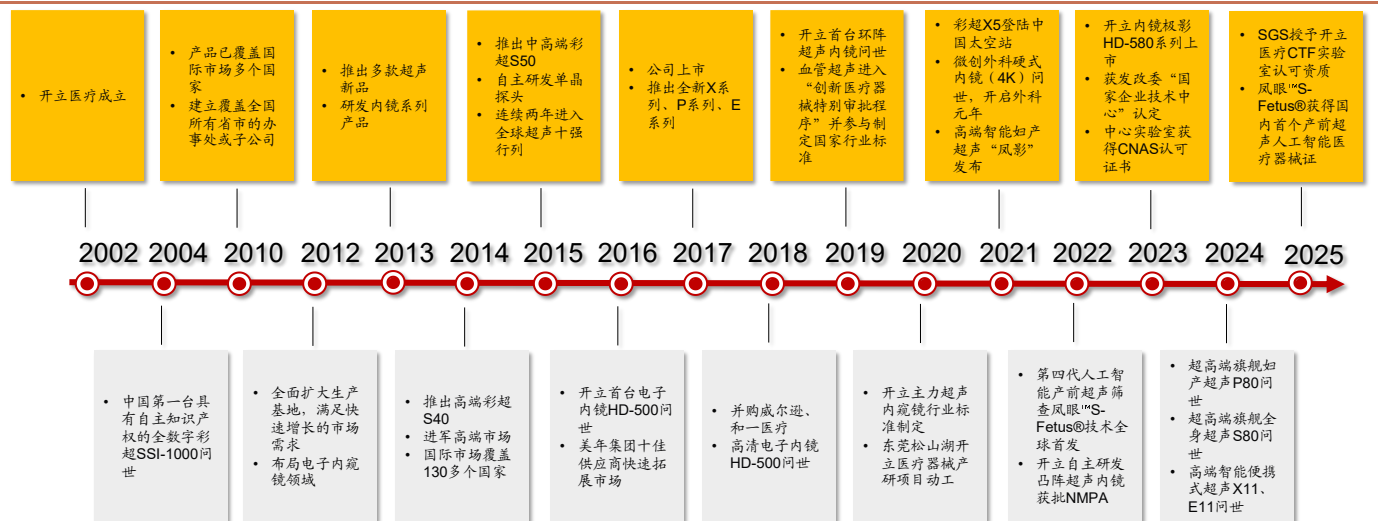 • 开立医疗成立
• 产品已覆盖国
际市场多个国
家
• 建立覆盖全国
所有省市的办
事处或子公司
• 推出多款超声
新品
• 研发内镜系列
产品
• 推出中高端彩
超S50
• 自主研发单晶
探头
• 连续两年进入
全球超声十强
行列
• 公司上市
• 推出全新X系
列、P系列、E
系列
• 开立首台环阵
超声内镜问世
• 血管超声进入
“创新医疗器
械特别审批程
序”并参与制
定国家行业标
准
• 彩超X5登陆中
国太空站
• 微创外科硬式
内镜（4K）问
世，开启外科
元年
• 高端智能妇产
超声“凤影”
发布
• 开立内镜极影
HD-580系列上
市
• 获发改委“国
家企业技术中
心”认定
• 中心实验室获
得CNAS认可
证书
• SGS授予开立
医疗CTF实验
室认可资质
• 凤眼™S-
Fetus®获得国
内首个产前超
声人工智能医
疗器械证
2002 2004 2010 2012 2013 2014 2015 2016 2017 2018 2019 2020 2021 2022 2023 2024 2025
• 中国第一台具
有自主知识产
权的全数字彩
超SSI-1000问
世
• 全面扩大生产
基地，满足快
速增长的市场
需求
• 布局电子内窥
镜领域
• 推出高端彩超
S40
• 进军高端市场
• 国际市场覆盖
130多个国家
• 开立首台电子
内镜HD-500问
世
• 美年集团十佳
供应商快速拓
展市场
• 并购威尔逊、
和一医疗
• 高清电子内镜
HD-500问世
• 开立主力超声
内窥镜行业标
准制定
• 东莞松山湖开
立医疗器械产
研项目动工
• 第四代人工智
能产前超声筛
查凤眼™S-
Fetus®技术全
球首发
• 开立自主研发
凸阵超声内镜
获批NMPA
• 超高端旗舰妇
产超声P80问
世
• 超高端旗舰全
身超声S80问
世
• 高端智能便携
式超声X11、
E11问世